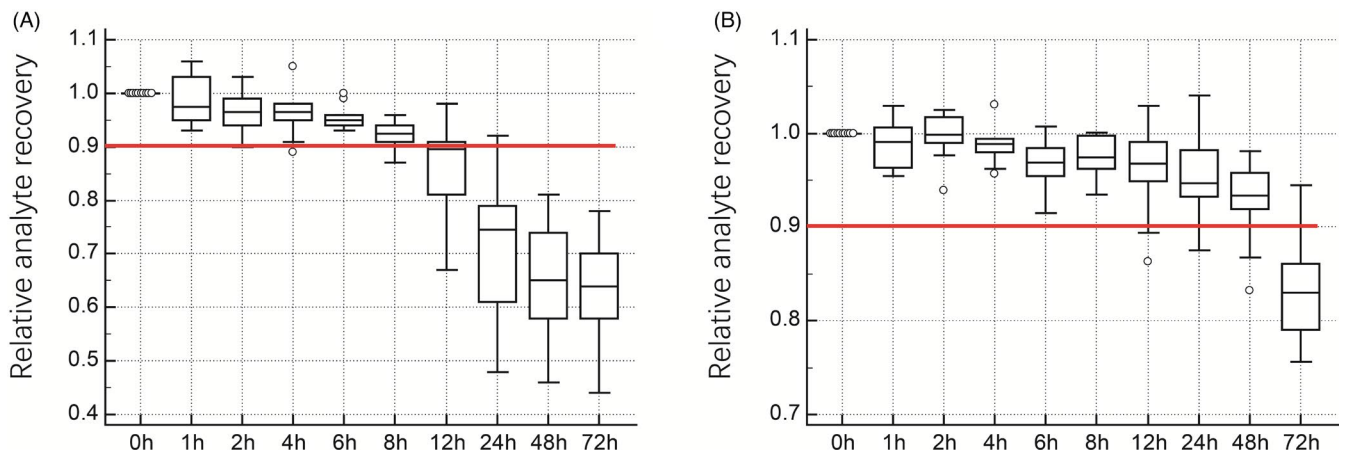 (A)
Relative analyte recovery
1.1
1.0
0.9
0.8
0.7
0.6
0.5
0.4
0h 1h 2h 4h 6h 8h 12h 24h 48h 72h
(B)
Relative analyte recovery
1.1
1.0
0.9
0.8
0.7
0h 1h 2h 4h 6h 8h 12h 24h 48h 72h